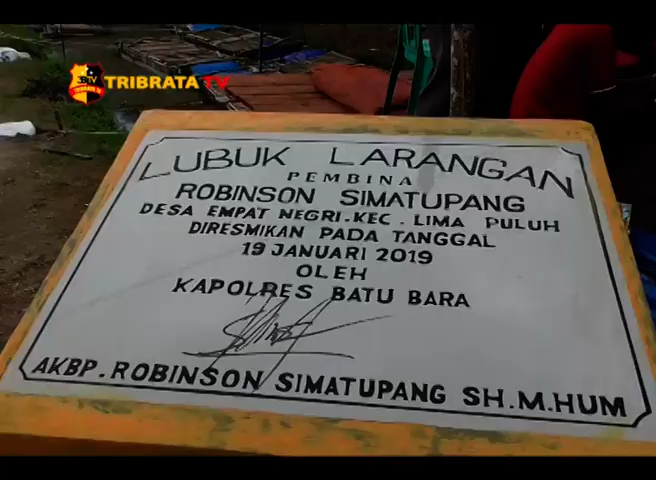 TRIBRATA TV
LUBUK LARANGAN
PEMBINA
ROBINSON SIMATUPANG
DESA EMPAT NEGRI.KEC. LIMA PULUH
DIRESMIKAN PADA TANGGAL
19 JANUARI 2019
OLEH
KAPOLRES BATU BARA
AKBP.ROBINSON SIMATUPANG SH.M.HUM